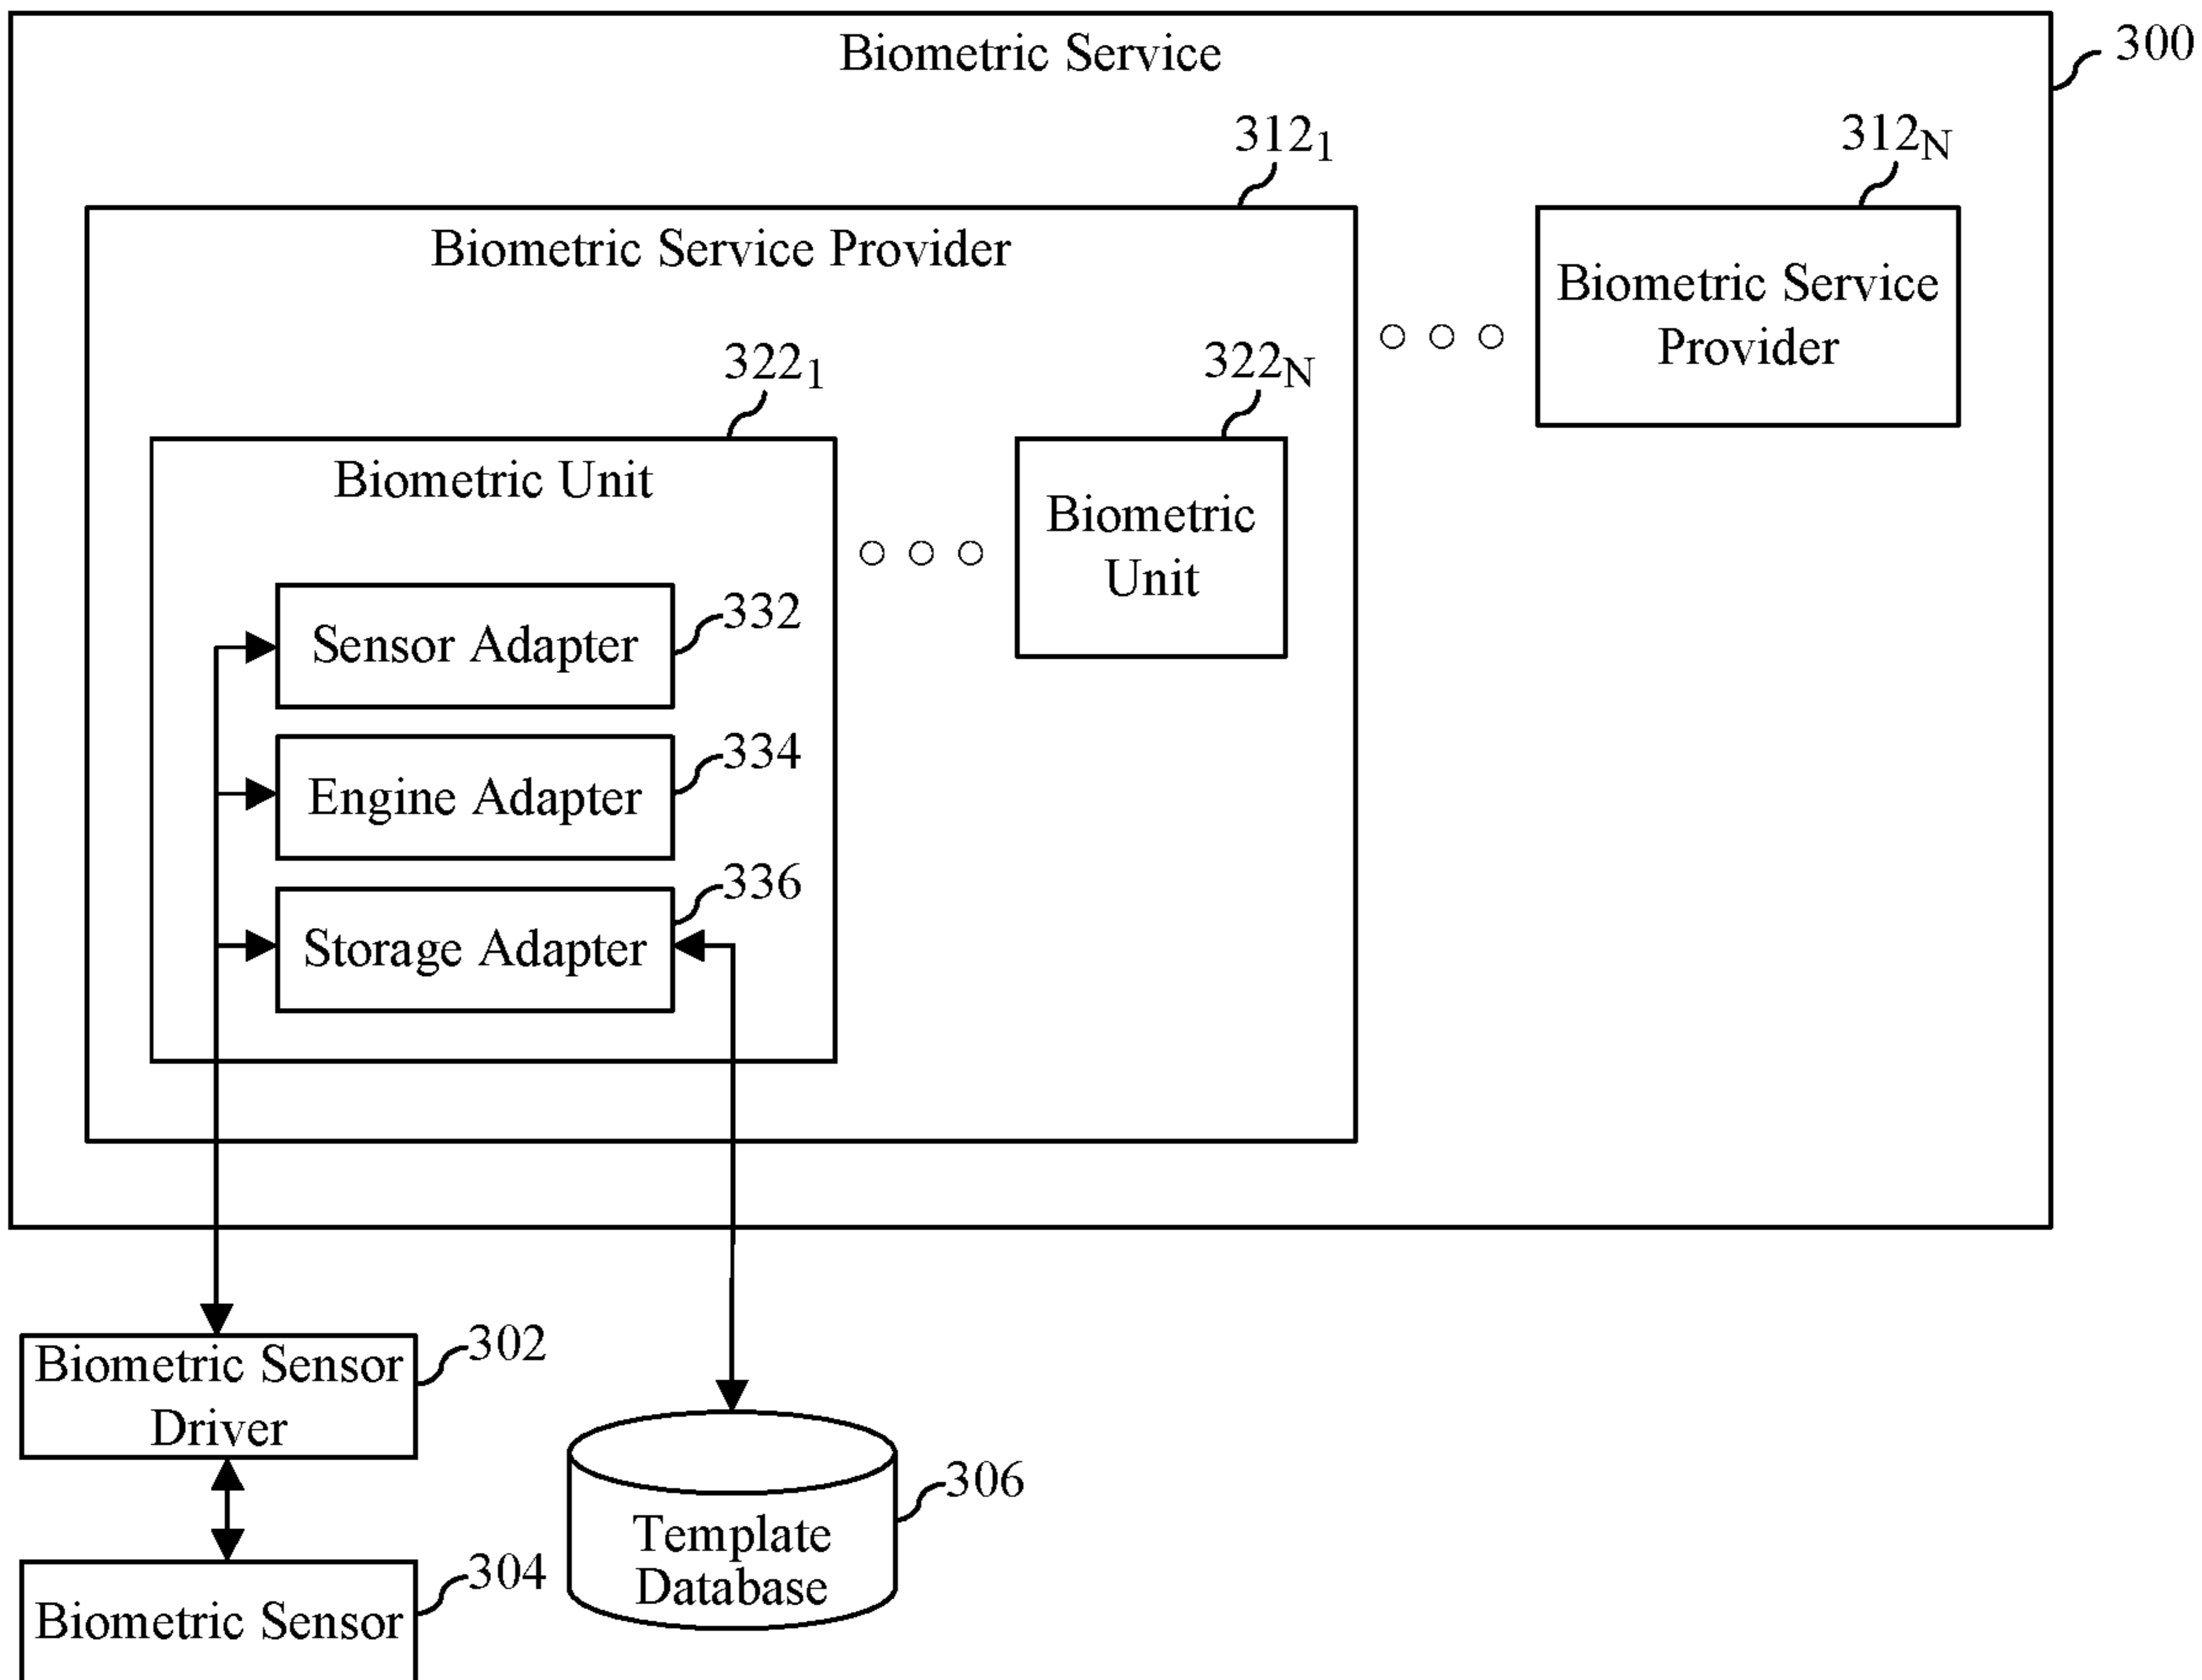 Biometric Service
300
312₁
312N
Biometric Service Provider
Biometric Service
Provider
322₁
322N
Biometric Unit
Biometric
Unit
332
Sensor Adapter
334
Engine Adapter
336
Storage Adapter
302
Biometric Sensor
Driver
306
Template
Database
304
Biometric Sensor